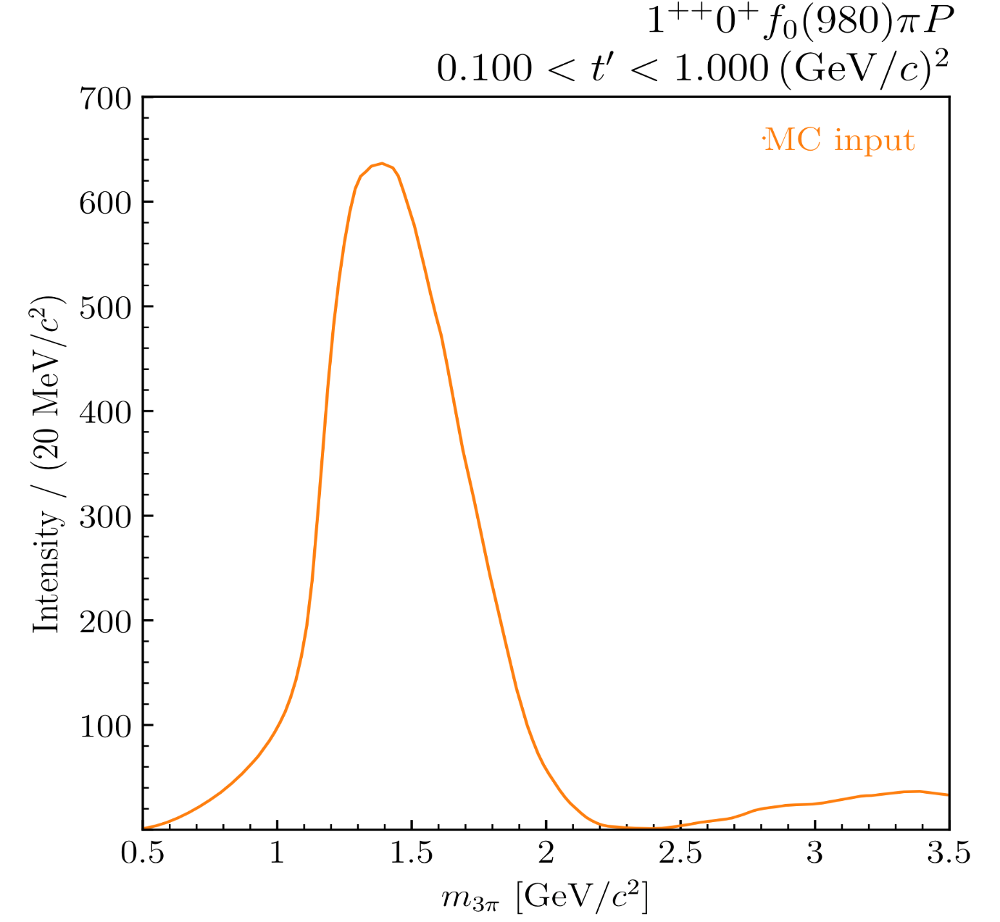 1⁺⁺0⁺ f₀(980)πP
0.100 < t′ < 1.000 (GeV/c)²
MC input
Intensity / (20 MeV/c²)
700
600
500
400
300
200
100
0.5 1 1.5 2 2.5 3 3.5
m₃π [GeV/c²]